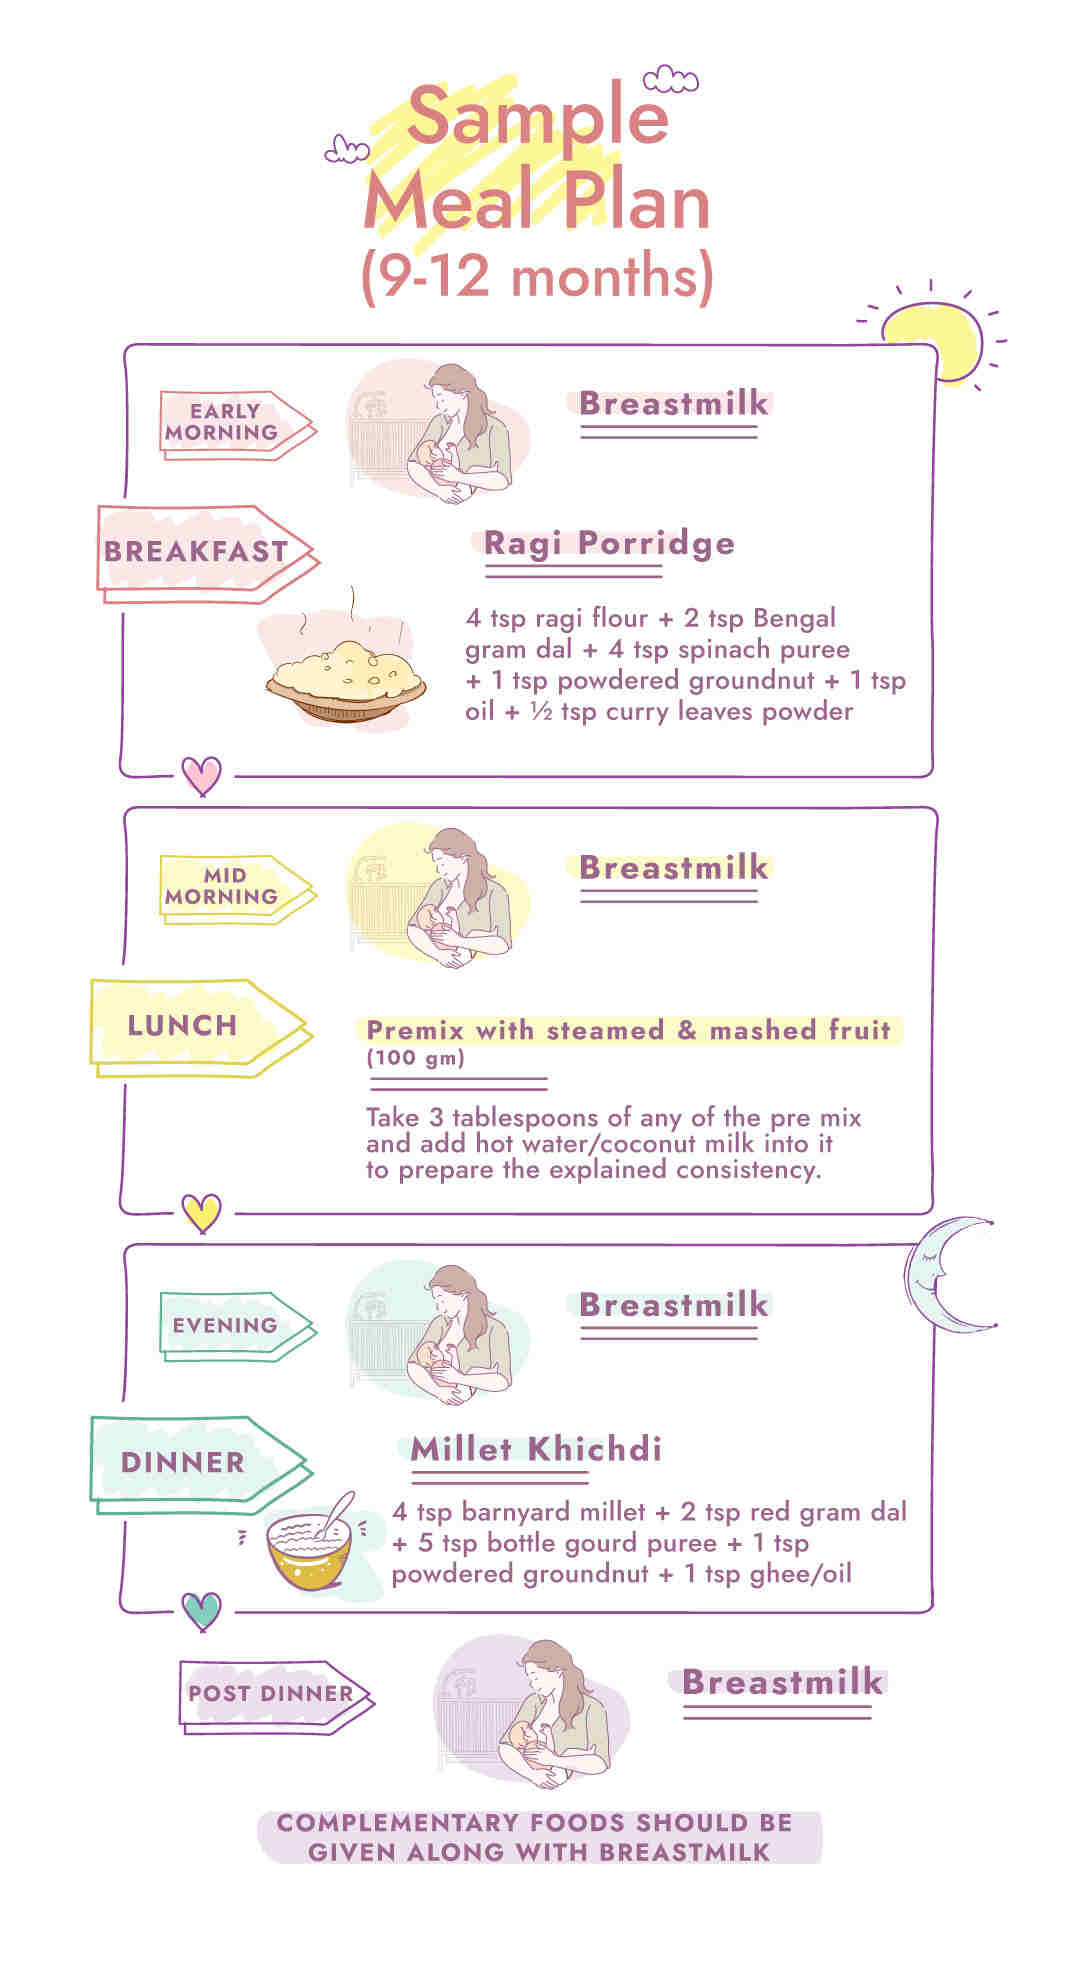 Sample
Meal Plan
(9-12 months)
EARLY
MORNING
Breastmilk
BREAKFAST
Ragi Porridge
4 tsp ragi flour + 2 tsp Bengal
gram dal + 4 tsp spinach puree
+ 1 tsp powdered groundnut + 1 tsp
oil + ½ tsp curry leaves powder
MID
MORNING
Breastmilk
LUNCH
Premix with steamed & mashed fruit
(100 gm)
Take 3 tablespoons of any of the pre mix
and add hot water/coconut milk into it
to prepare the explained consistency.
EVENING
Breastmilk
DINNER
Millet Khichdi
4 tsp barnyard millet + 2 tsp red gram dal
+ 5 tsp bottle gourd puree + 1 tsp
powdered groundnut + 1 tsp ghee/oil
POST DINNER
Breastmilk
COMPLEMENTARY FOODS SHOULD BE
GIVEN ALONG WITH BREASTMILK